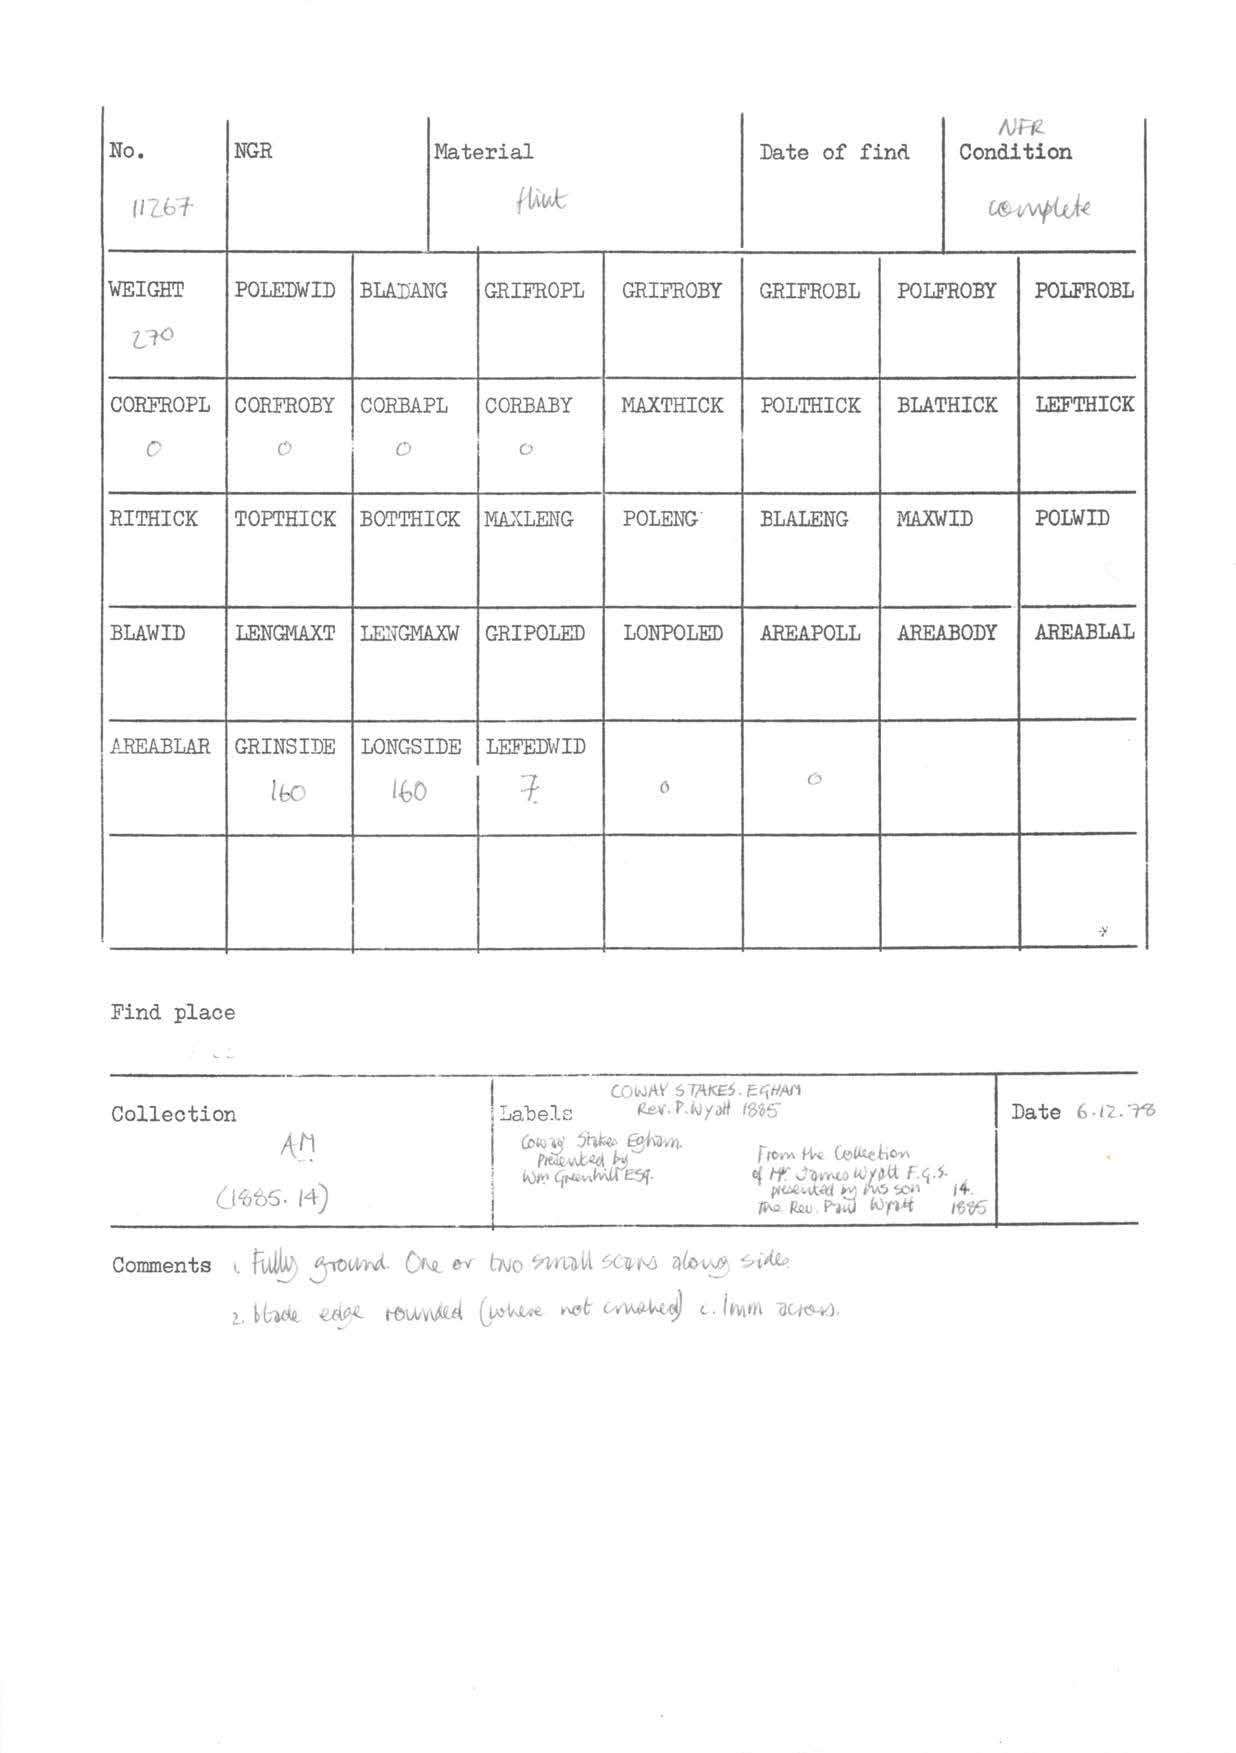 NFR
No. NGR Material Date of find Condition
11267 flint complete
WEIGHT POLEDWID BLADANG GRIFROPL GRIFROBY GRIFROBL POLFROBY POLFROBL
270
CORFROPL CORFROBY CORBAPL CORBABY MAXTHICK POLTHICK BLATHICK LEFTHICK
0 0 0 0
RITHICK TOPTHICK BOTTHICK MAXLENG POLENG BLALENG MAXWID POLWID
BLAWID LENGMAXT LENGMAXW GRIPOLED LONPOLED AREAPOLL AREABODY AREABLAL
AREABLAR GRINSIDE LONGSIDE LEFEDWID
160 160 7 0 0
Find place
Collection
AM
(1885.14)
Labels
COWAY STAKES. EGHAM
Rev. P. Wyatt 1885
Coway Stakes Egham.
Presented by
Wm Greenhill ESq.
From the Collection
of Mr. James Wyatt F.G.S.
presented by his son 14.
The Rev. Paul Wyatt 1885
Date 6.12.78
Comments 1. Fully ground. One or two small scars along sides.
2. blade edge rounded (where not crushed) c. 1mm across.